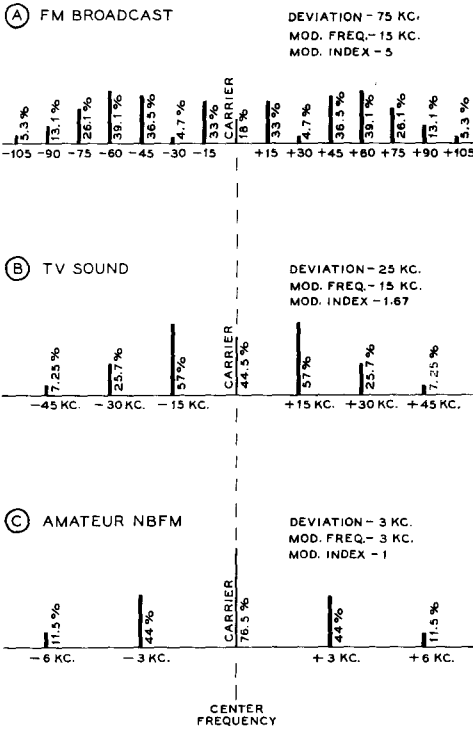 A FM BROADCAST
DEVIATION - 75 KC.
MOD. FREQ. - 15 KC.
MOD. INDEX - 5
5.3 % 13.1 % 26.1 % 39.1 % 36.5 % 4.7 % 33 % CARRIER 18 % 33 % 4.7 % 36.5 % 39.1 % 26.1 % 13.1 % 5.3 %
-105 -90 -75 -60 -45 -30 -15 +15 +30 +45 +60 +75 +90 +105
B TV SOUND
DEVIATION - 25 KC.
MOD. FREQ. - 15 KC.
MOD. INDEX - 1.67
7.25 % 25.7 % 57 % CARRIER 44.5 % 57 % 25.7 % 7.25 %
-45 KC. -30 KC. -15 KC. +15 KC. +30 KC. +45 KC.
C AMATEUR NBFM
DEVIATION - 3 KC.
MOD. FREQ. - 3 KC.
MOD. INDEX - 1
11.5 % 44 % CARRIER 76.5 % 44 % 11.5 %
-6 KC. -3 KC. +3 KC. +6 KC.
CENTER
FREQUENCY